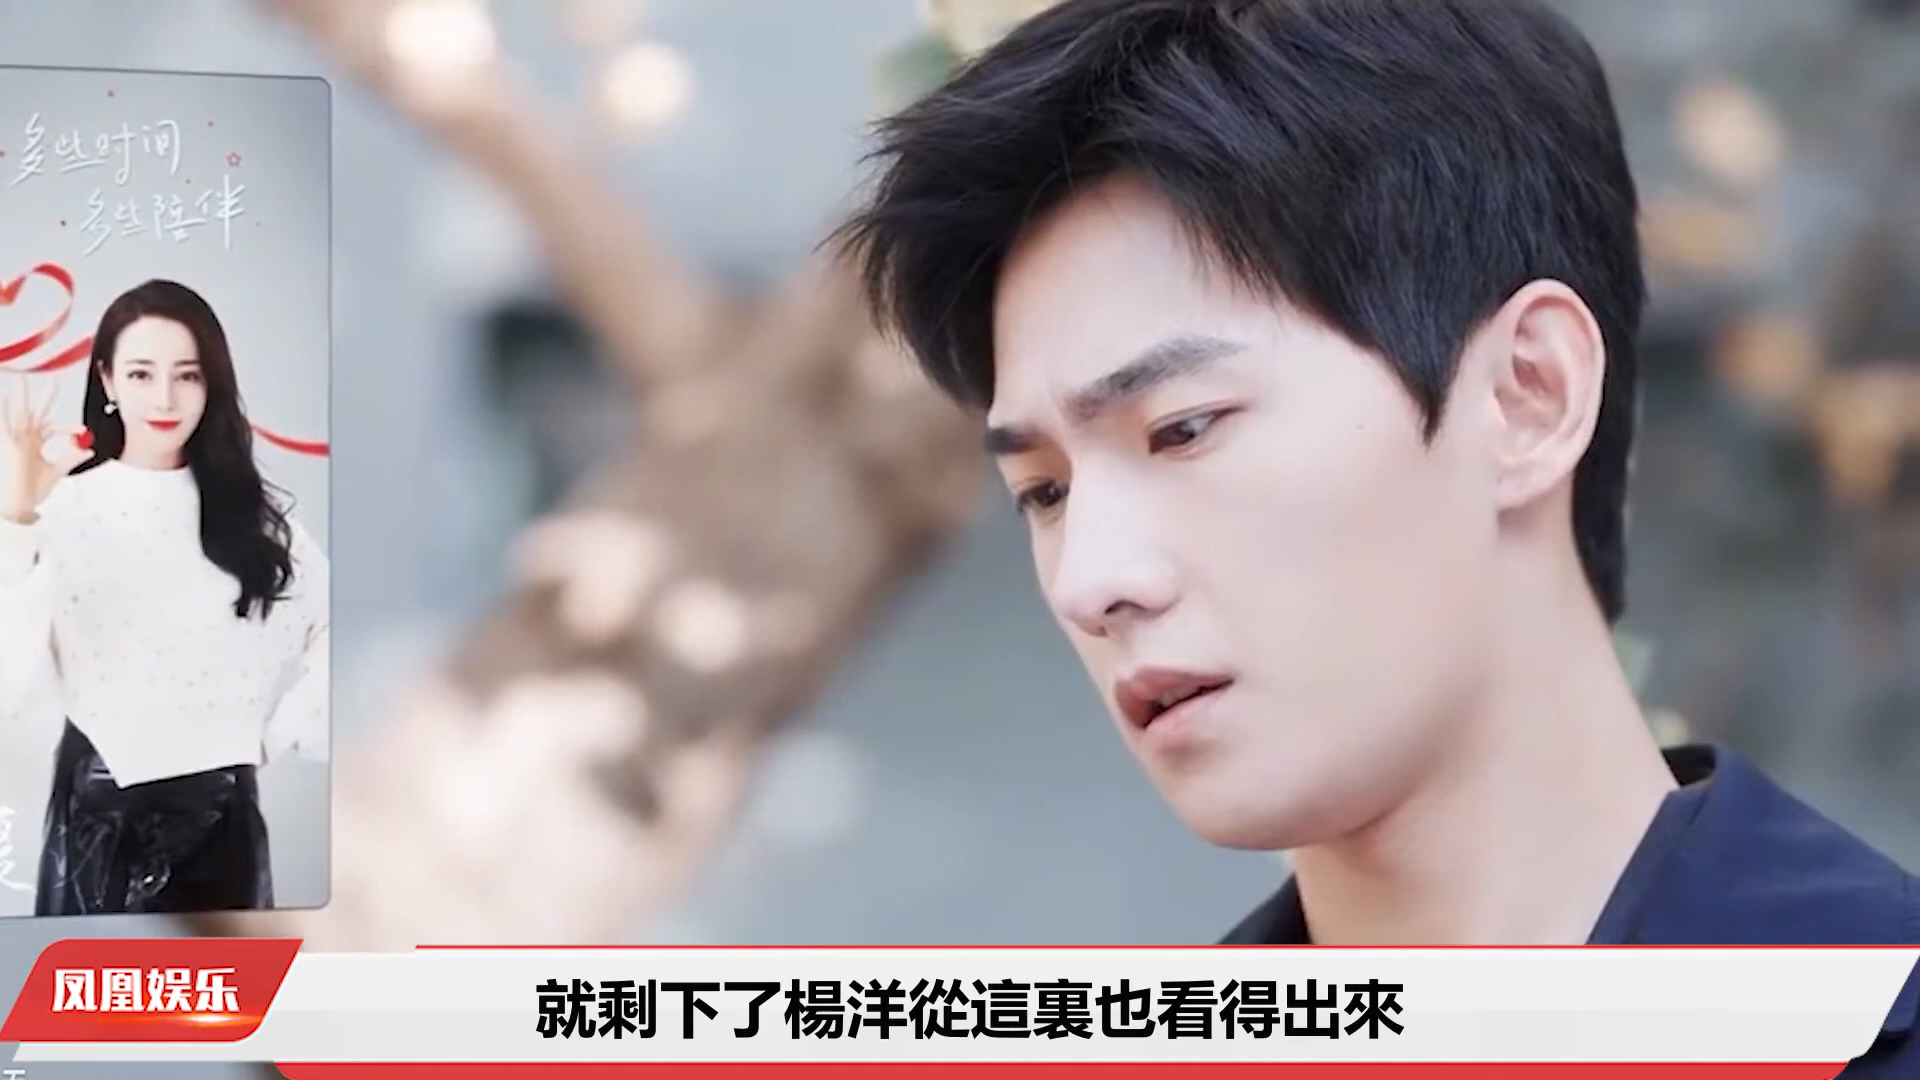 多些时间
多些陪伴
凤凰娱乐
就剩下了楊洋從這裏也看得出來